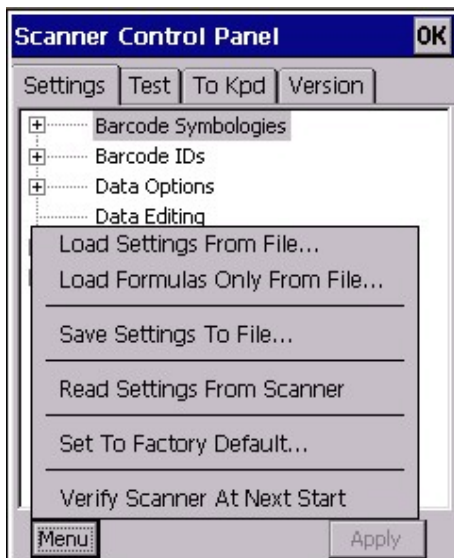 Scanner Control Panel OK
Settings Test To Kpd Version
Barcode Symbologies
Barcode IDs
Data Options
Data Editing
Load Settings From File...
Load Formulas Only From File...
Save Settings To File...
Read Settings From Scanner
Set To Factory Default...
Verify Scanner At Next Start
Menu Apply